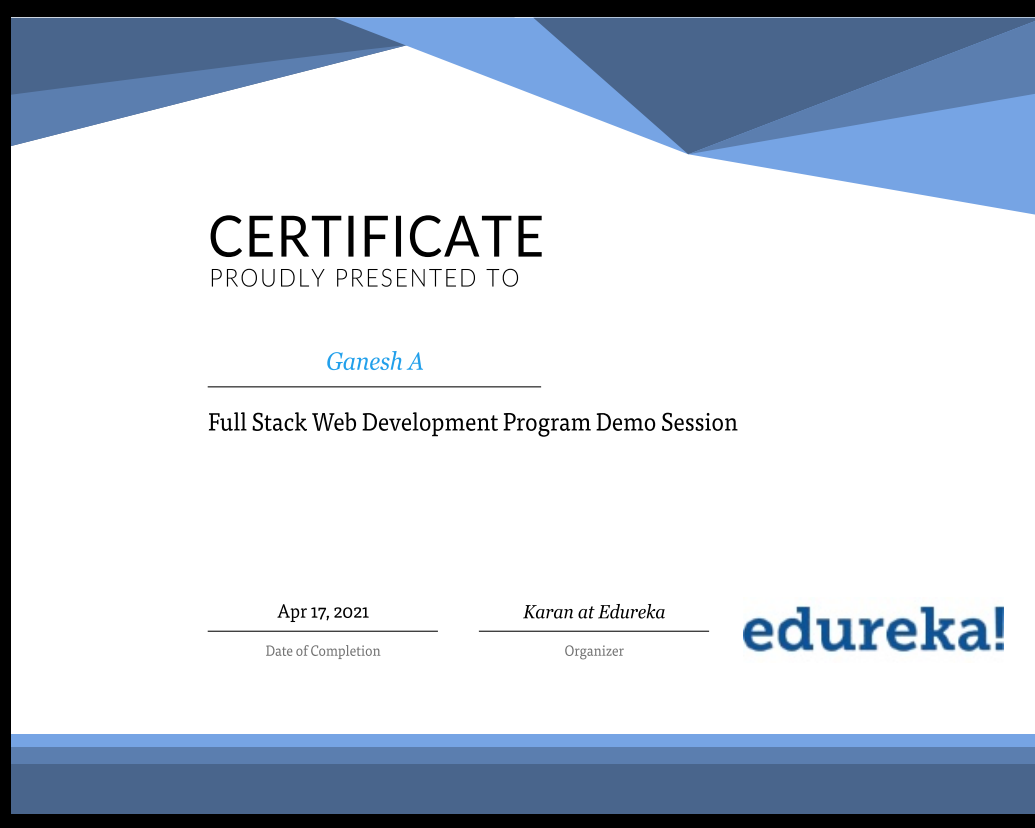 CERTIFICATE
PROUDLY PRESENTED TO
Ganesh A
Full Stack Web Development Program Demo Session
Apr 17, 2021
Karan at Edureka
edureka!
Date of Completion
Organizer